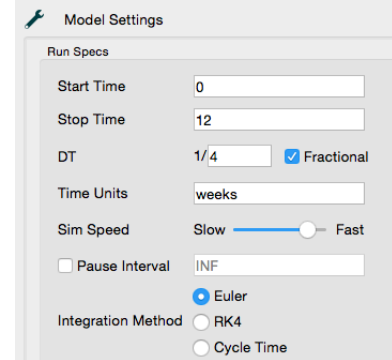 Model Settings
Run Specs
Start Time 0
Stop Time 12
DT 1/4 Fractional
Time Units weeks
Sim Speed Slow Fast
Pause Interval INF
Euler
Integration Method RK4
Cycle Time